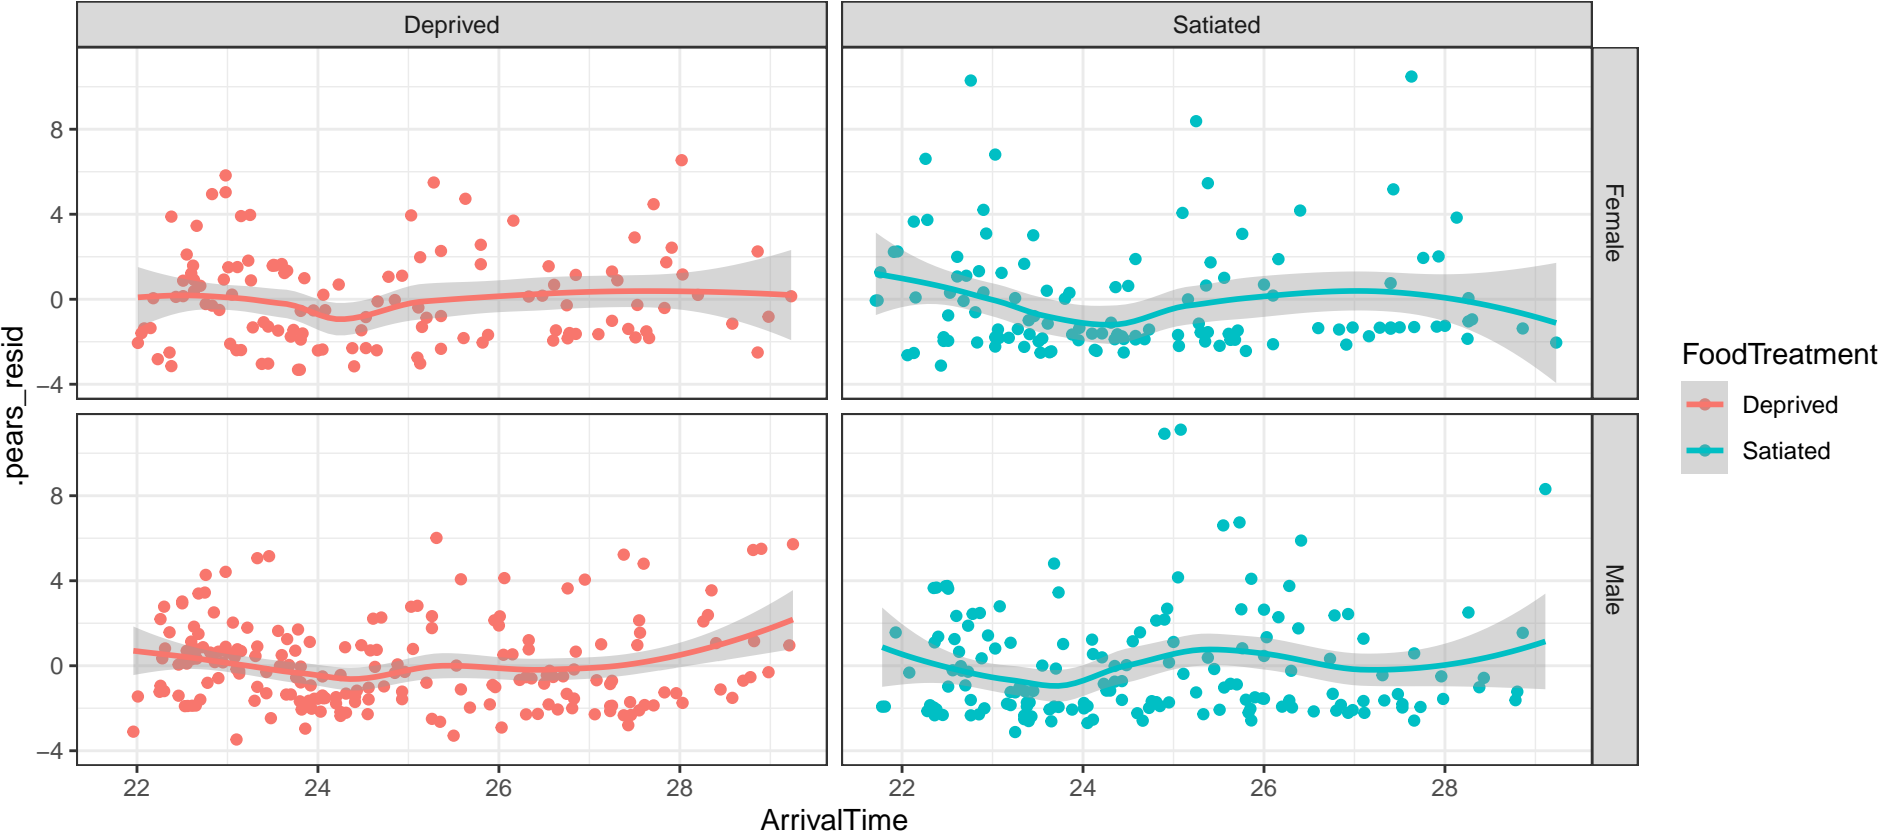 Deprived
Satiated
8
4
0
−4
Female
8
4
0
−4
Male
22
24
26
28
22
24
26
28
ArrivalTime
.pears_resid
FoodTreatment
Deprived
Satiated